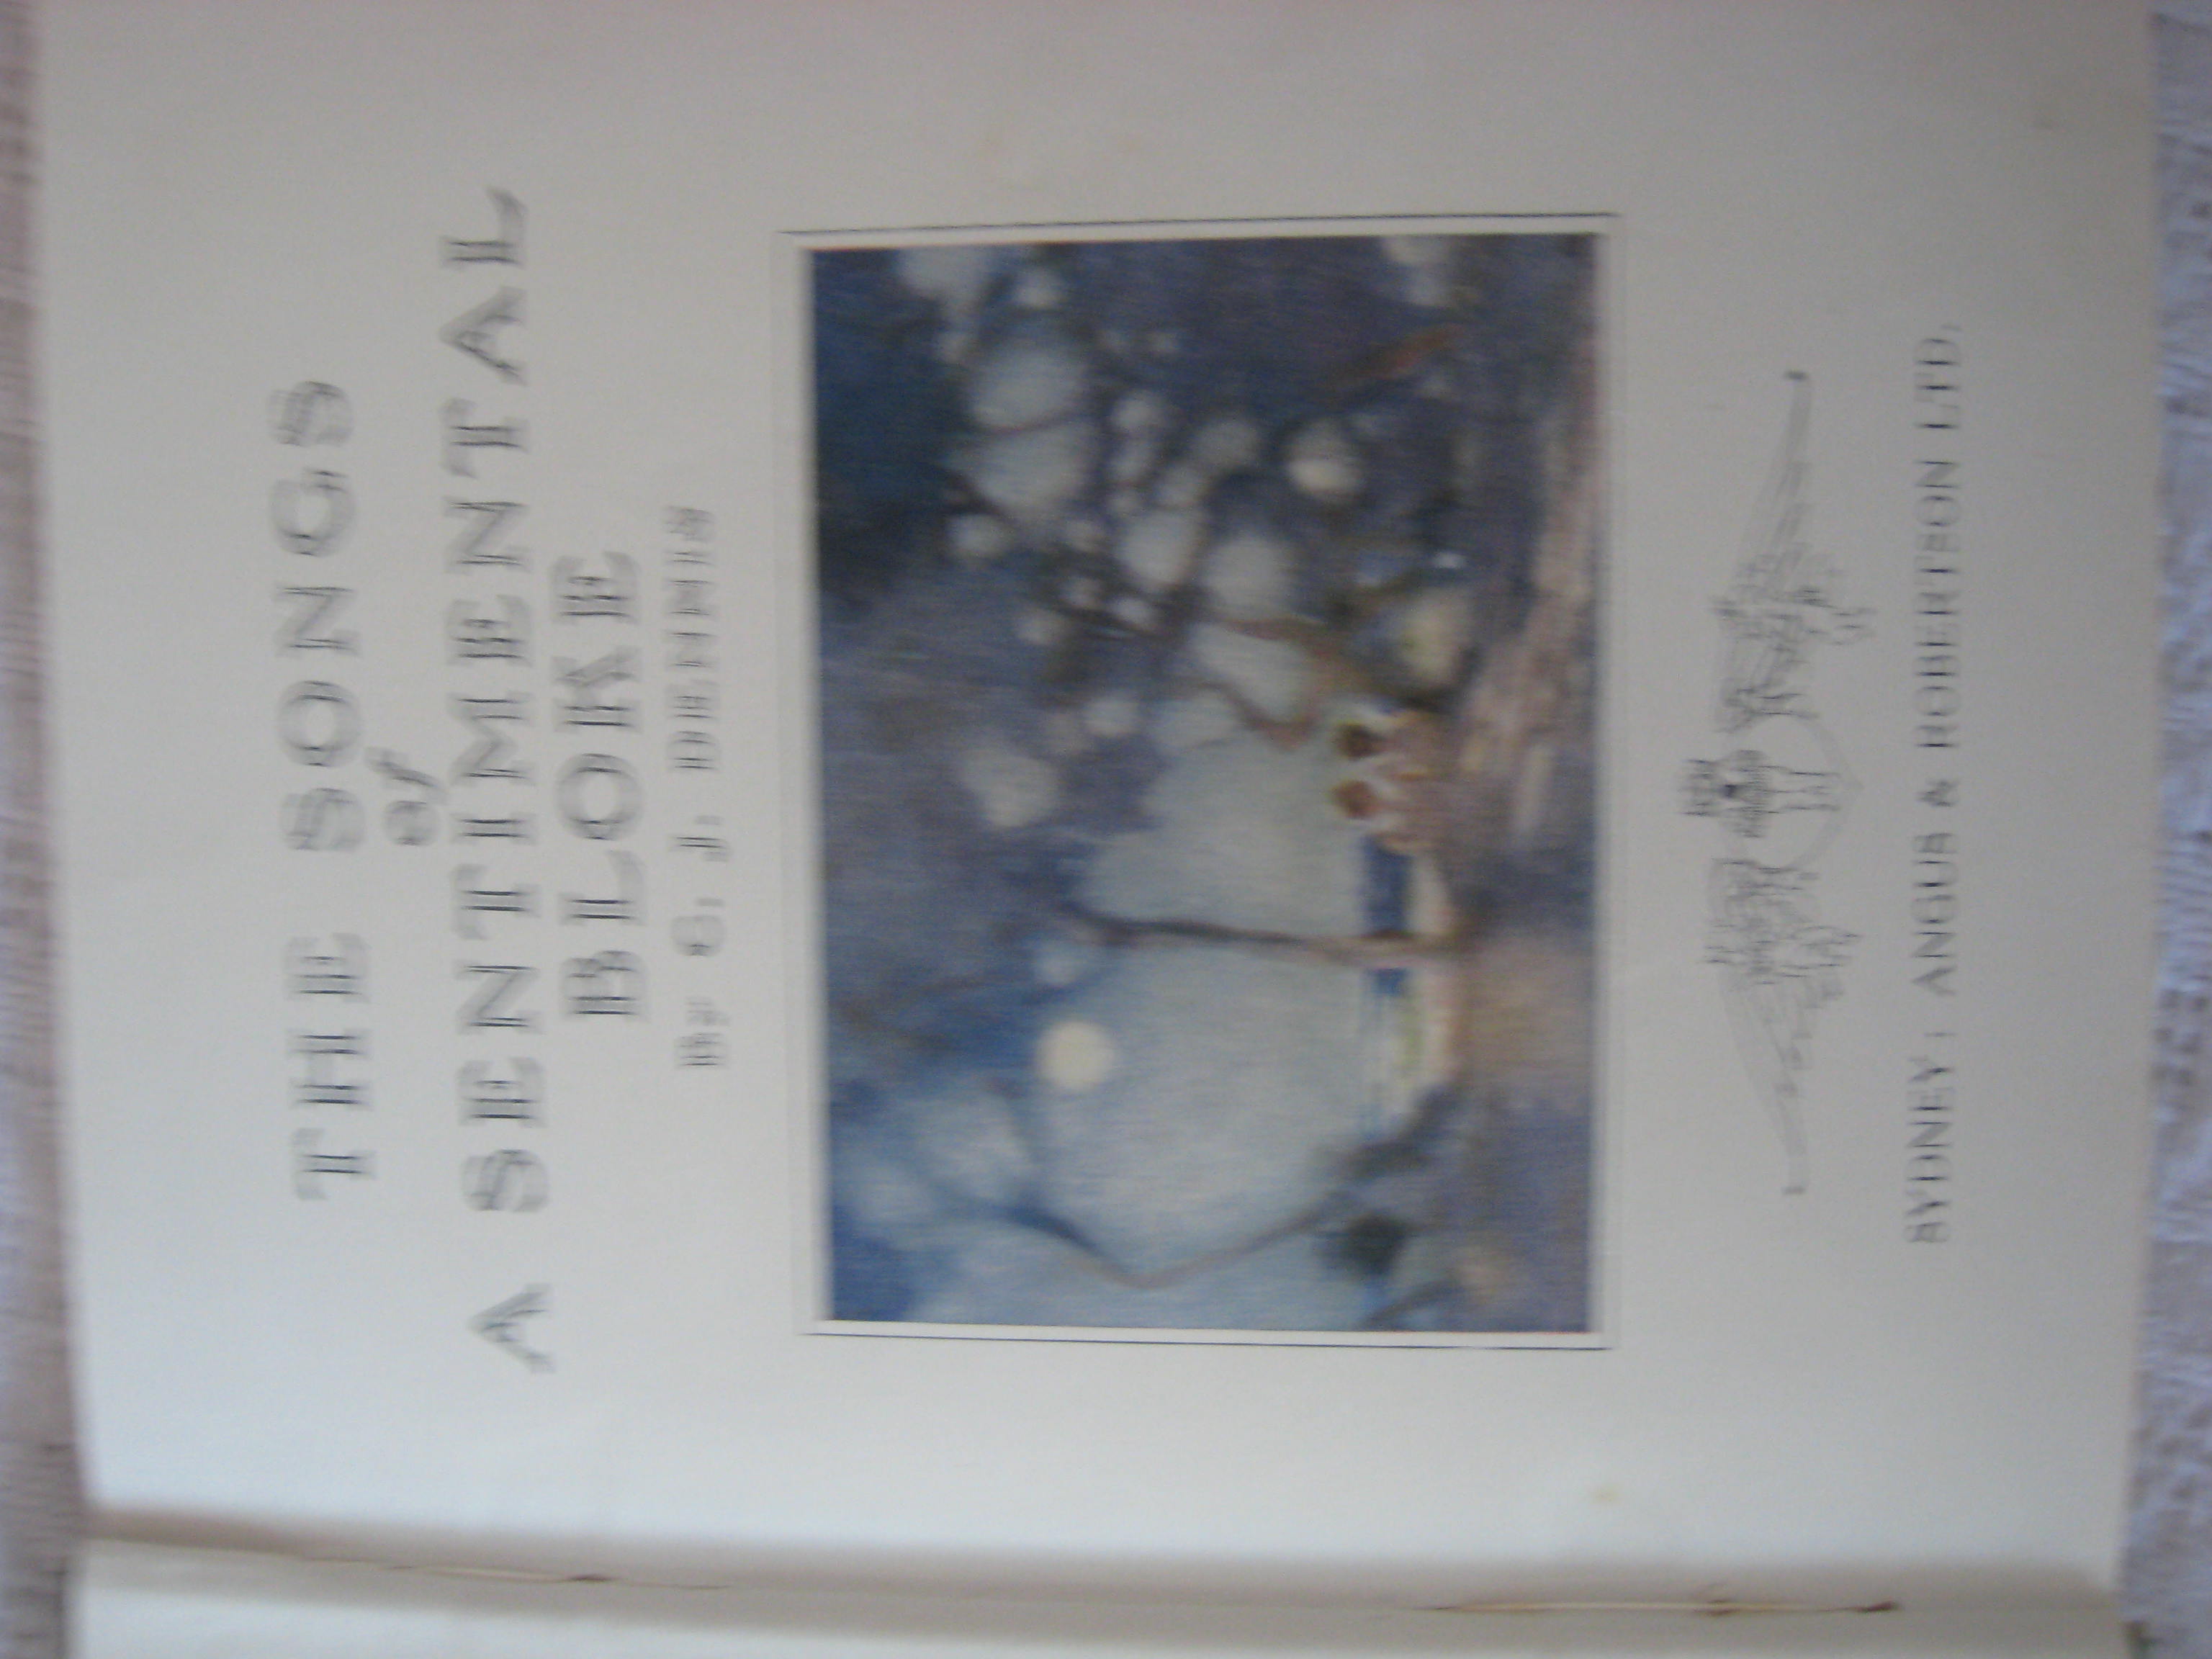 THE SONGS
of
A SENTIMENTAL
BLOKE
By C. J. DENNIS
SYDNEY: ANGUS & ROBERTSON LTD.